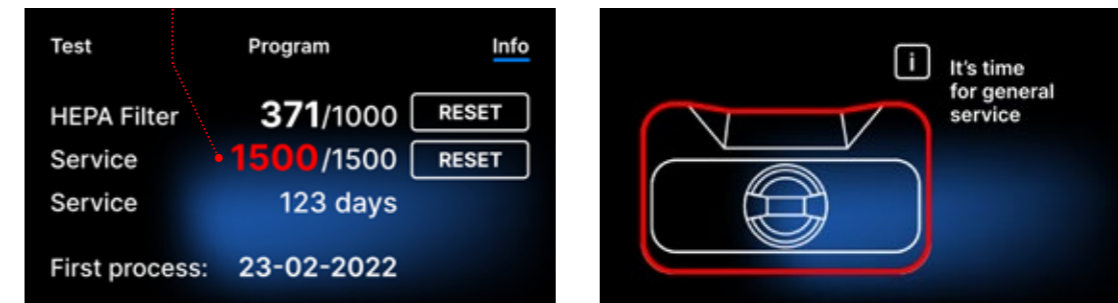 Test Program Info
HEPA Filter 371/1000 RESET
Service 1500/1500 RESET
Service 123 days
First process: 23-02-2022
i
It's time
for general
service